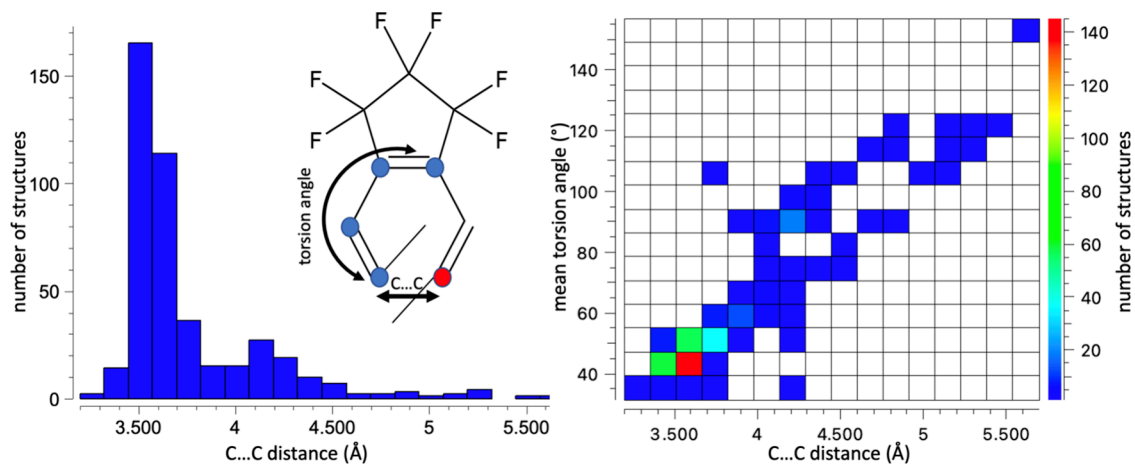 number of structures
150
100
50
0
3.500
4
4.500
5
5.500
C...C distance (Å)
F F
F F
F F
torsion angle
C...C
mean torsion angle (°)
140
120
100
80
60
40
3.500
4
4.500
5
5.500
C...C distance (Å)
140
120
100
80
60
40
20
number of structures